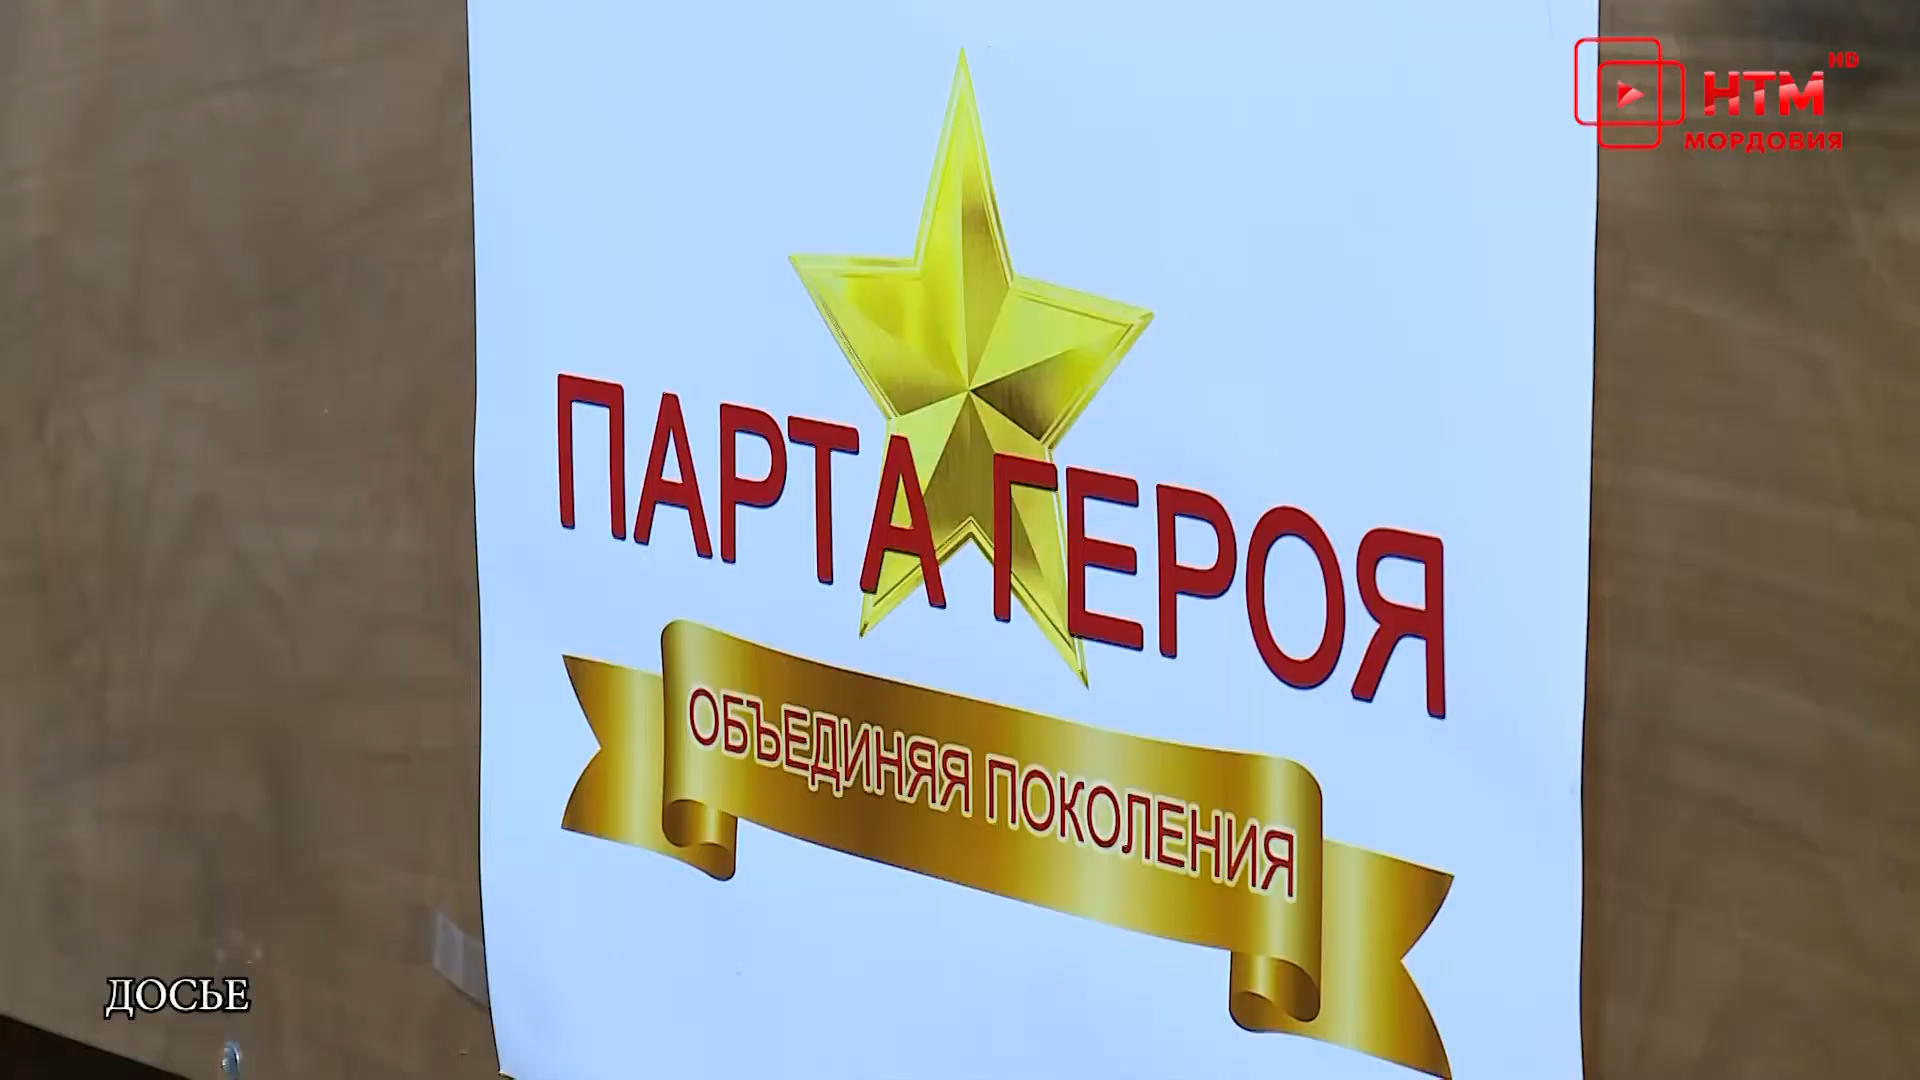 HD
НТМ
МОРДОВИЯ
ПАРТА ГЕРОЯ
ОБЪЕДИНЯЯ ПОКОЛЕНИЯ
ДОСЬЕ